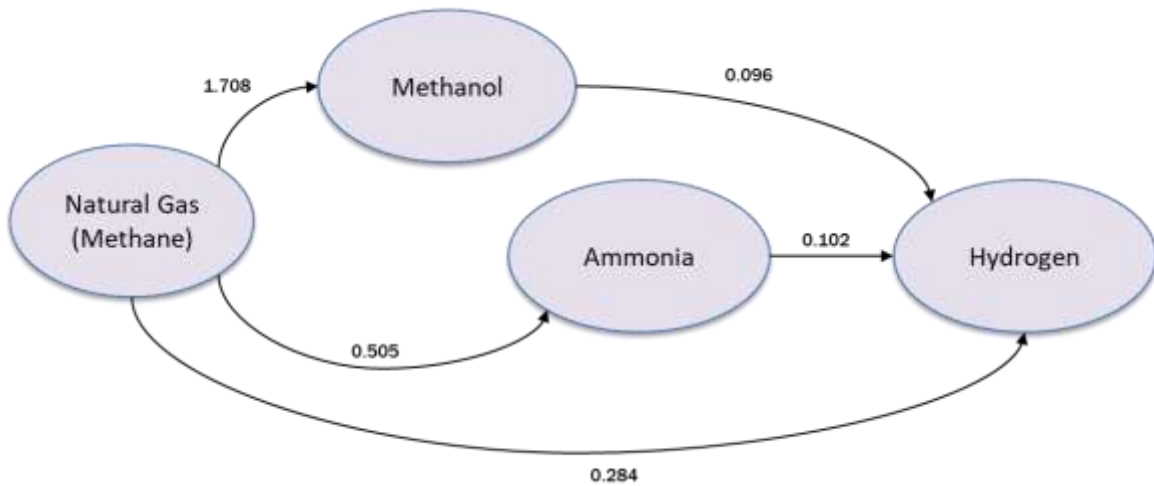 Methanol
1.708
0.096
Natural Gas
(Methane)
Ammonia
0.102
Hydrogen
0.505
0.284